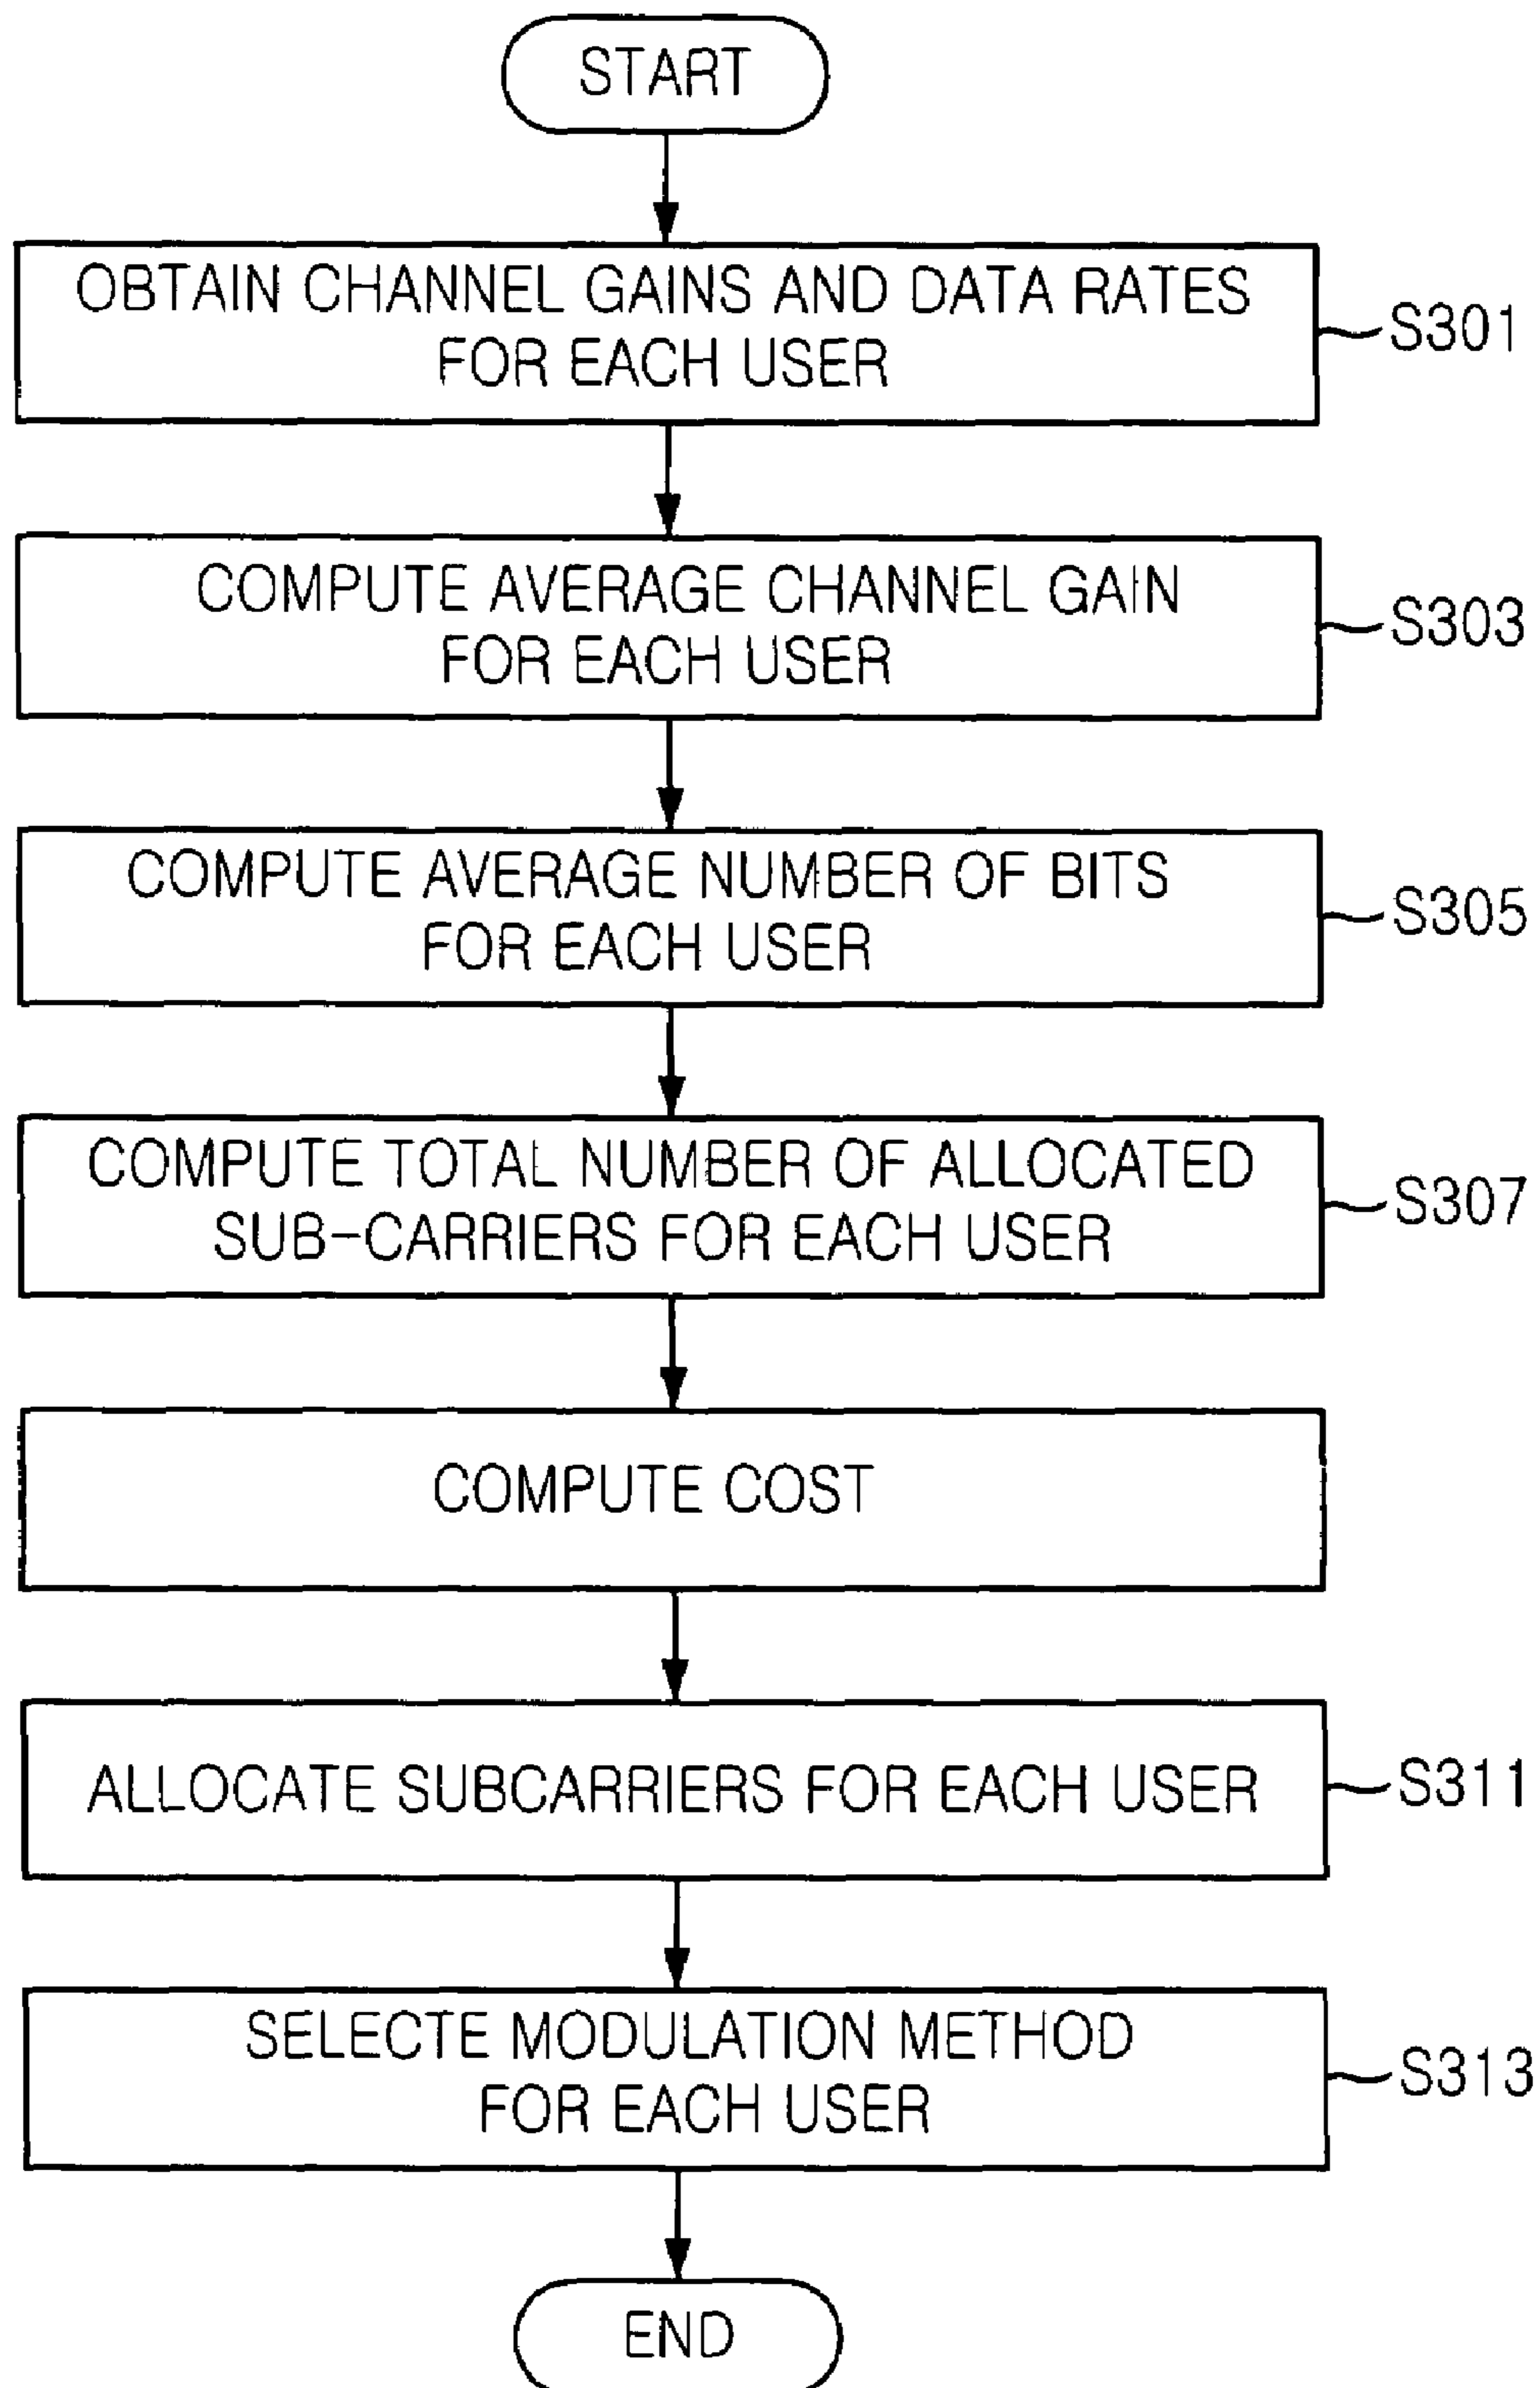 START
OBTAIN CHANNEL GAINS AND DATA RATES
FOR EACH USER
S301
COMPUTE AVERAGE CHANNEL GAIN
FOR EACH USER
S303
COMPUTE AVERAGE NUMBER OF BITS
FOR EACH USER
S305
COMPUTE TOTAL NUMBER OF ALLOCATED
SUB-CARRIERS FOR EACH USER
S307
COMPUTE COST
ALLOCATE SUBCARRIERS FOR EACH USER
S311
SELECTE MODULATION METHOD
FOR EACH USER
S313
END